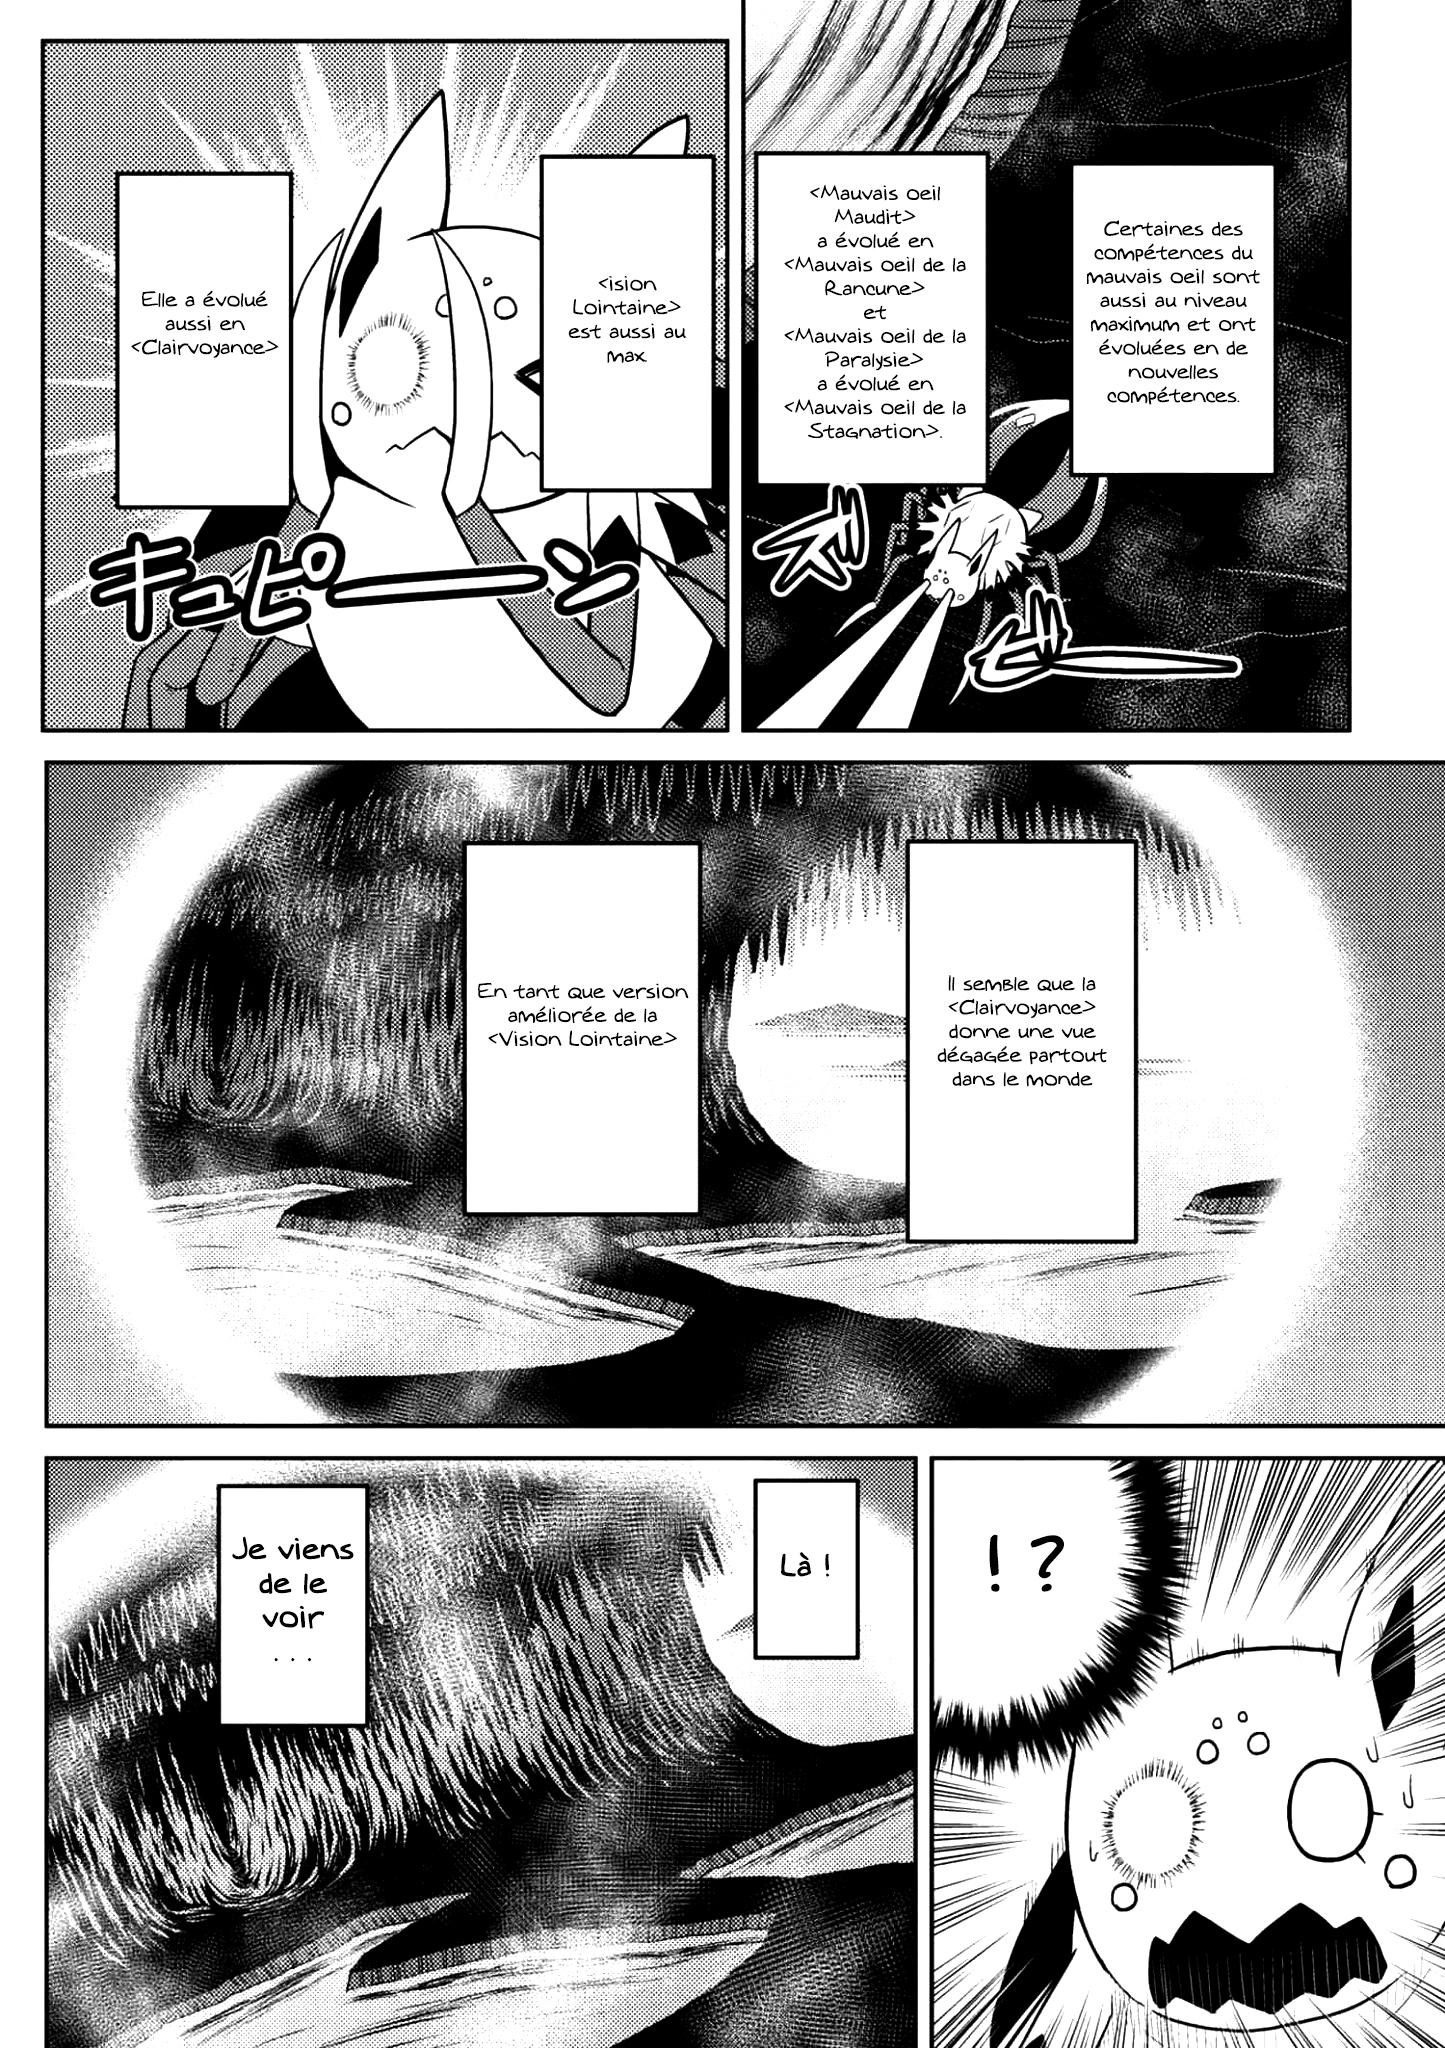 Certaines des
compétences du
mauvais oeil sont
aussi au niveau
maximum et ont
évoluées en de
nouvelles
compétences.
<Mauvais oeil
Maudit>
a évolué en
<Mauvais oeil de la
Rancune>
et
<Mauvais oeil de la
Paralysie>
a évolué en
<Mauvais oeil de la
Stagnation>.
ズビ
ビー
<ision
Lointaine>
est aussi au
max
Elle a évolué
aussi en
<Clairvoyance>
キュピーン
Il semble que la
<Clairvoyance>
donne une vue
dégagée partout
dans le monde
En tant que version
améliorée de la
<Vision Lointaine>
!?
Là !
Je viens
de le
voir
...